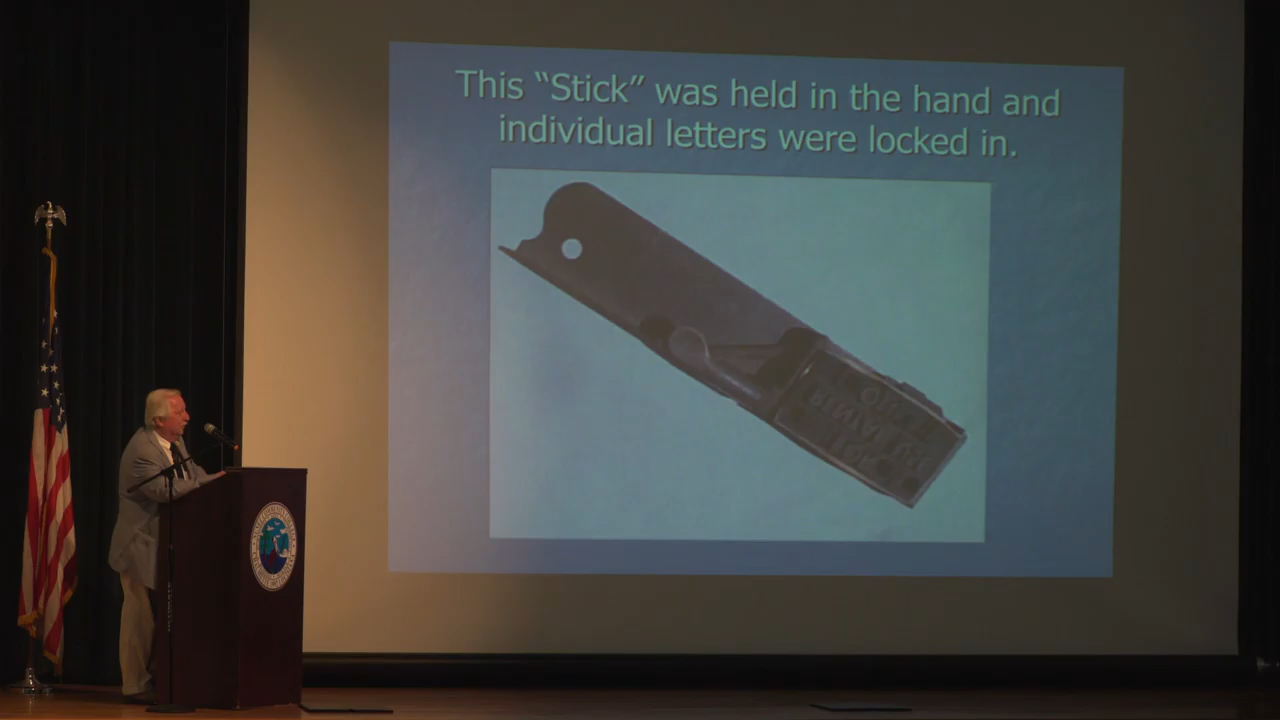 This “Stick” was held in the hand and
individual letters were locked in.